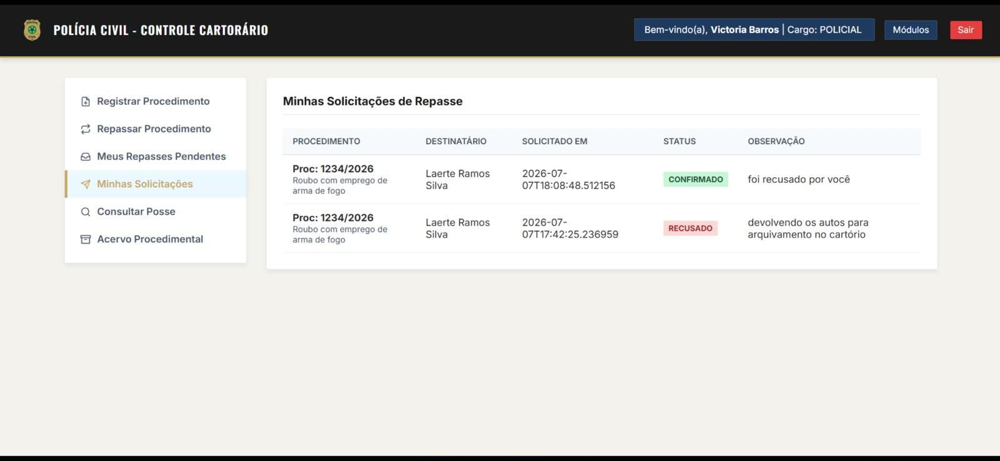 POLÍCIA CIVIL - CONTROLE CARTORÁRIO
Bem-vindo(a), Victoria Barros | Cargo: POLICIAL
Módulos
Sair
Registrar Procedimento
Repassar Procedimento
Meus Repasses Pendentes
Minhas Solicitações
Consultar Posse
Acervo Procedimental
Minhas Solicitações de Repasse
PROCEDIMENTO DESTINATÁRIO SOLICITADO EM STATUS OBSERVAÇÃO
Proc: 1234/2026
Roubo com emprego de
arma de fogo
Laerte Ramos
Silva
2026-07-
07T18:08:48.512156
CONFIRMADO
foi recusado por você
Proc: 1234/2026
Roubo com emprego de
arma de fogo
Laerte Ramos
Silva
2026-07-
07T17:42:25.236959
RECUSADO
devolvendo os autos para
arquivamento no cartório